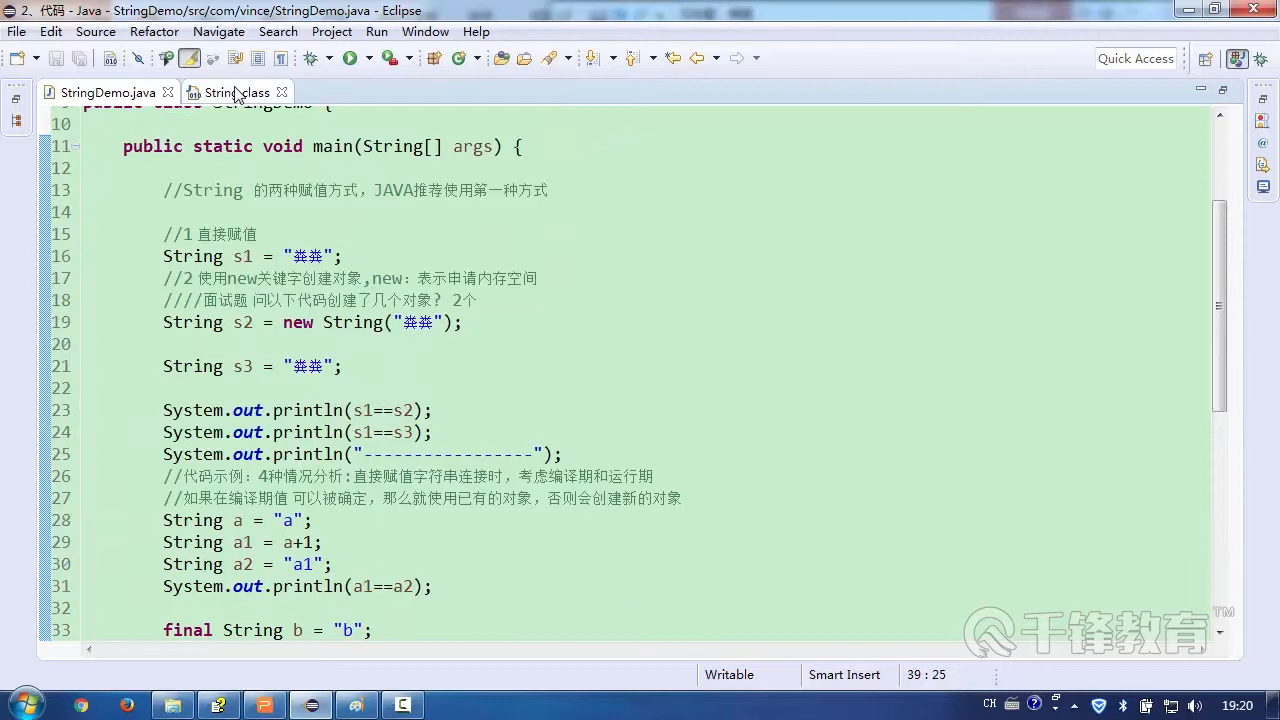 2、代码 - Java - StringDemo/src/com/vince/StringDemo.java - Eclipse
File Edit Source Refactor Navigate Search Project Run Window Help
Quick Access
StringDemo.java String.class
public class StringDemo {
10
11 public static void main(String[] args) {
12
13 //String 的两种赋值方式，JAVA推荐使用第一种方式
14
15 //1 直接赋值
16 String s1 = "粪粪";
17 //2 使用new关键字创建对象,new：表示申请内存空间
18 ////面试题 问以下代码创建了几个对象？ 2个
19 String s2 = new String("粪粪");
20
21 String s3 = "粪粪";
22
23 System.out.println(s1==s2);
24 System.out.println(s1==s3);
25 System.out.println("-----------------");
26 //代码示例：4种情况分析:直接赋值字符串连接时，考虑编译期和运行期
27 //如果在编译期值 可以被确定，那么就使用已有的对象，否则会创建新的对象
28 String a = "a";
29 String a1 = a+1;
30 String a2 = "a1";
31 System.out.println(a1==a2);
32
33 final String b = "b";
千锋教育™
Writable Smart Insert 39 : 25
CH 19:20